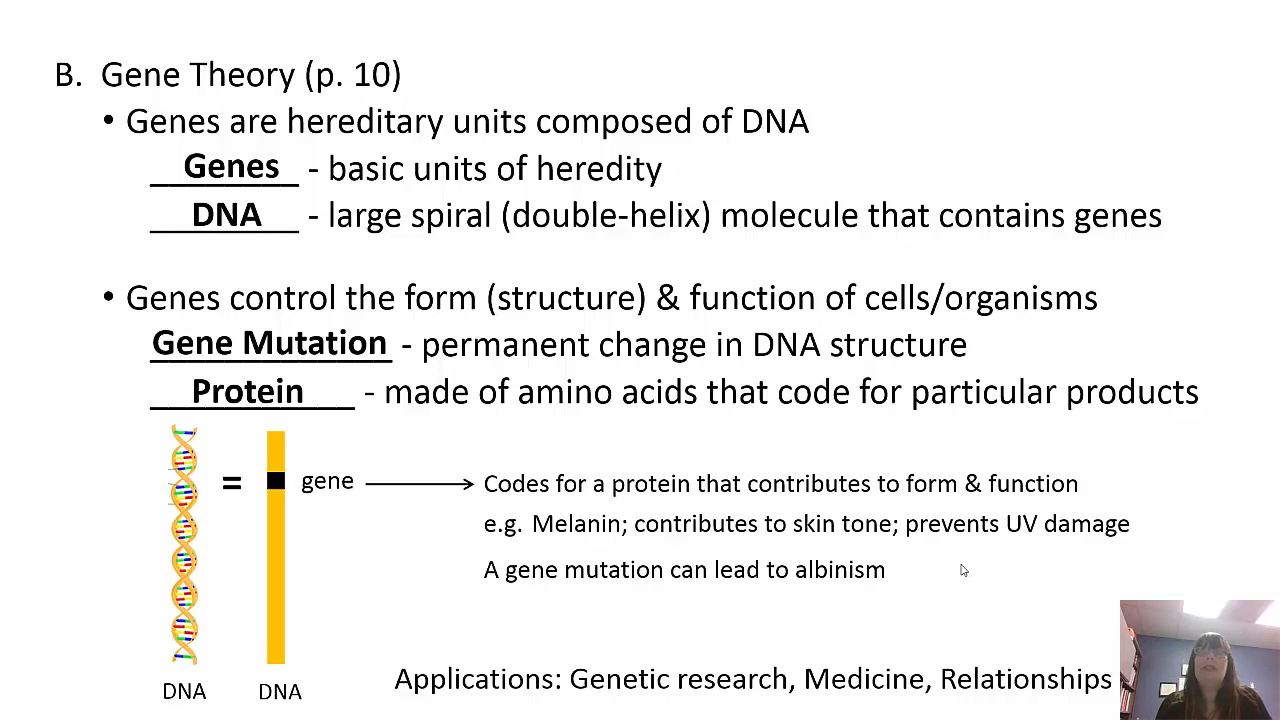 B. Gene Theory (p. 10)
• Genes are hereditary units composed of DNA
Genes - basic units of heredity
DNA - large spiral (double-helix) molecule that contains genes
• Genes control the form (structure) & function of cells/organisms
Gene Mutation - permanent change in DNA structure
Protein - made of amino acids that code for particular products
= gene Codes for a protein that contributes to form & function
e.g. Melanin; contributes to skin tone; prevents UV damage
A gene mutation can lead to albinism
Applications: Genetic research, Medicine, Relationships
DNA DNA